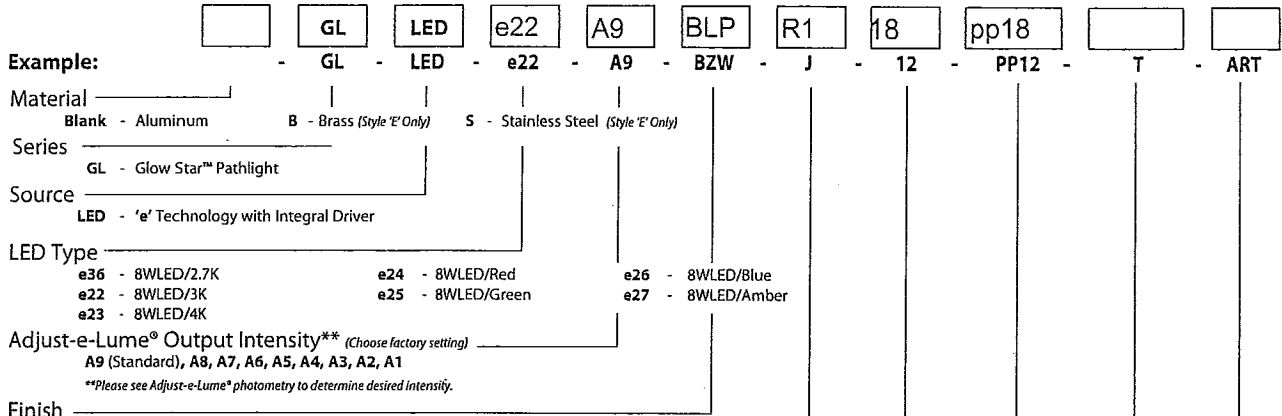 GL LED e22 A9 BLP R1 18 pp18
Example: - GL - LED - e22 - A9 - BZW - J - 12 - PP12 - T - ART
Material
Blank - Aluminum B - Brass (Style 'E' Only) S - Stainless Steel (Style 'E' Only)
Series
GL - Glow Star™ Pathlight
Source
LED - 'e' Technology with Integral Driver
LED Type
e36 - 8WLED/2.7K e24 - 8WLED/Red e26 - 8WLED/Blue
e22 - 8WLED/3K e25 - 8WLED/Green e27 - 8WLED/Amber
e23 - 8WLED/4K
Adjust-e-Lume® Output Intensity** (Choose factory setting)
A9 (Standard), A8, A7, A6, A5, A4, A3, A2, A1
**Please see Adjust-e-Lume® photometry to determine desired intensity.
Finish